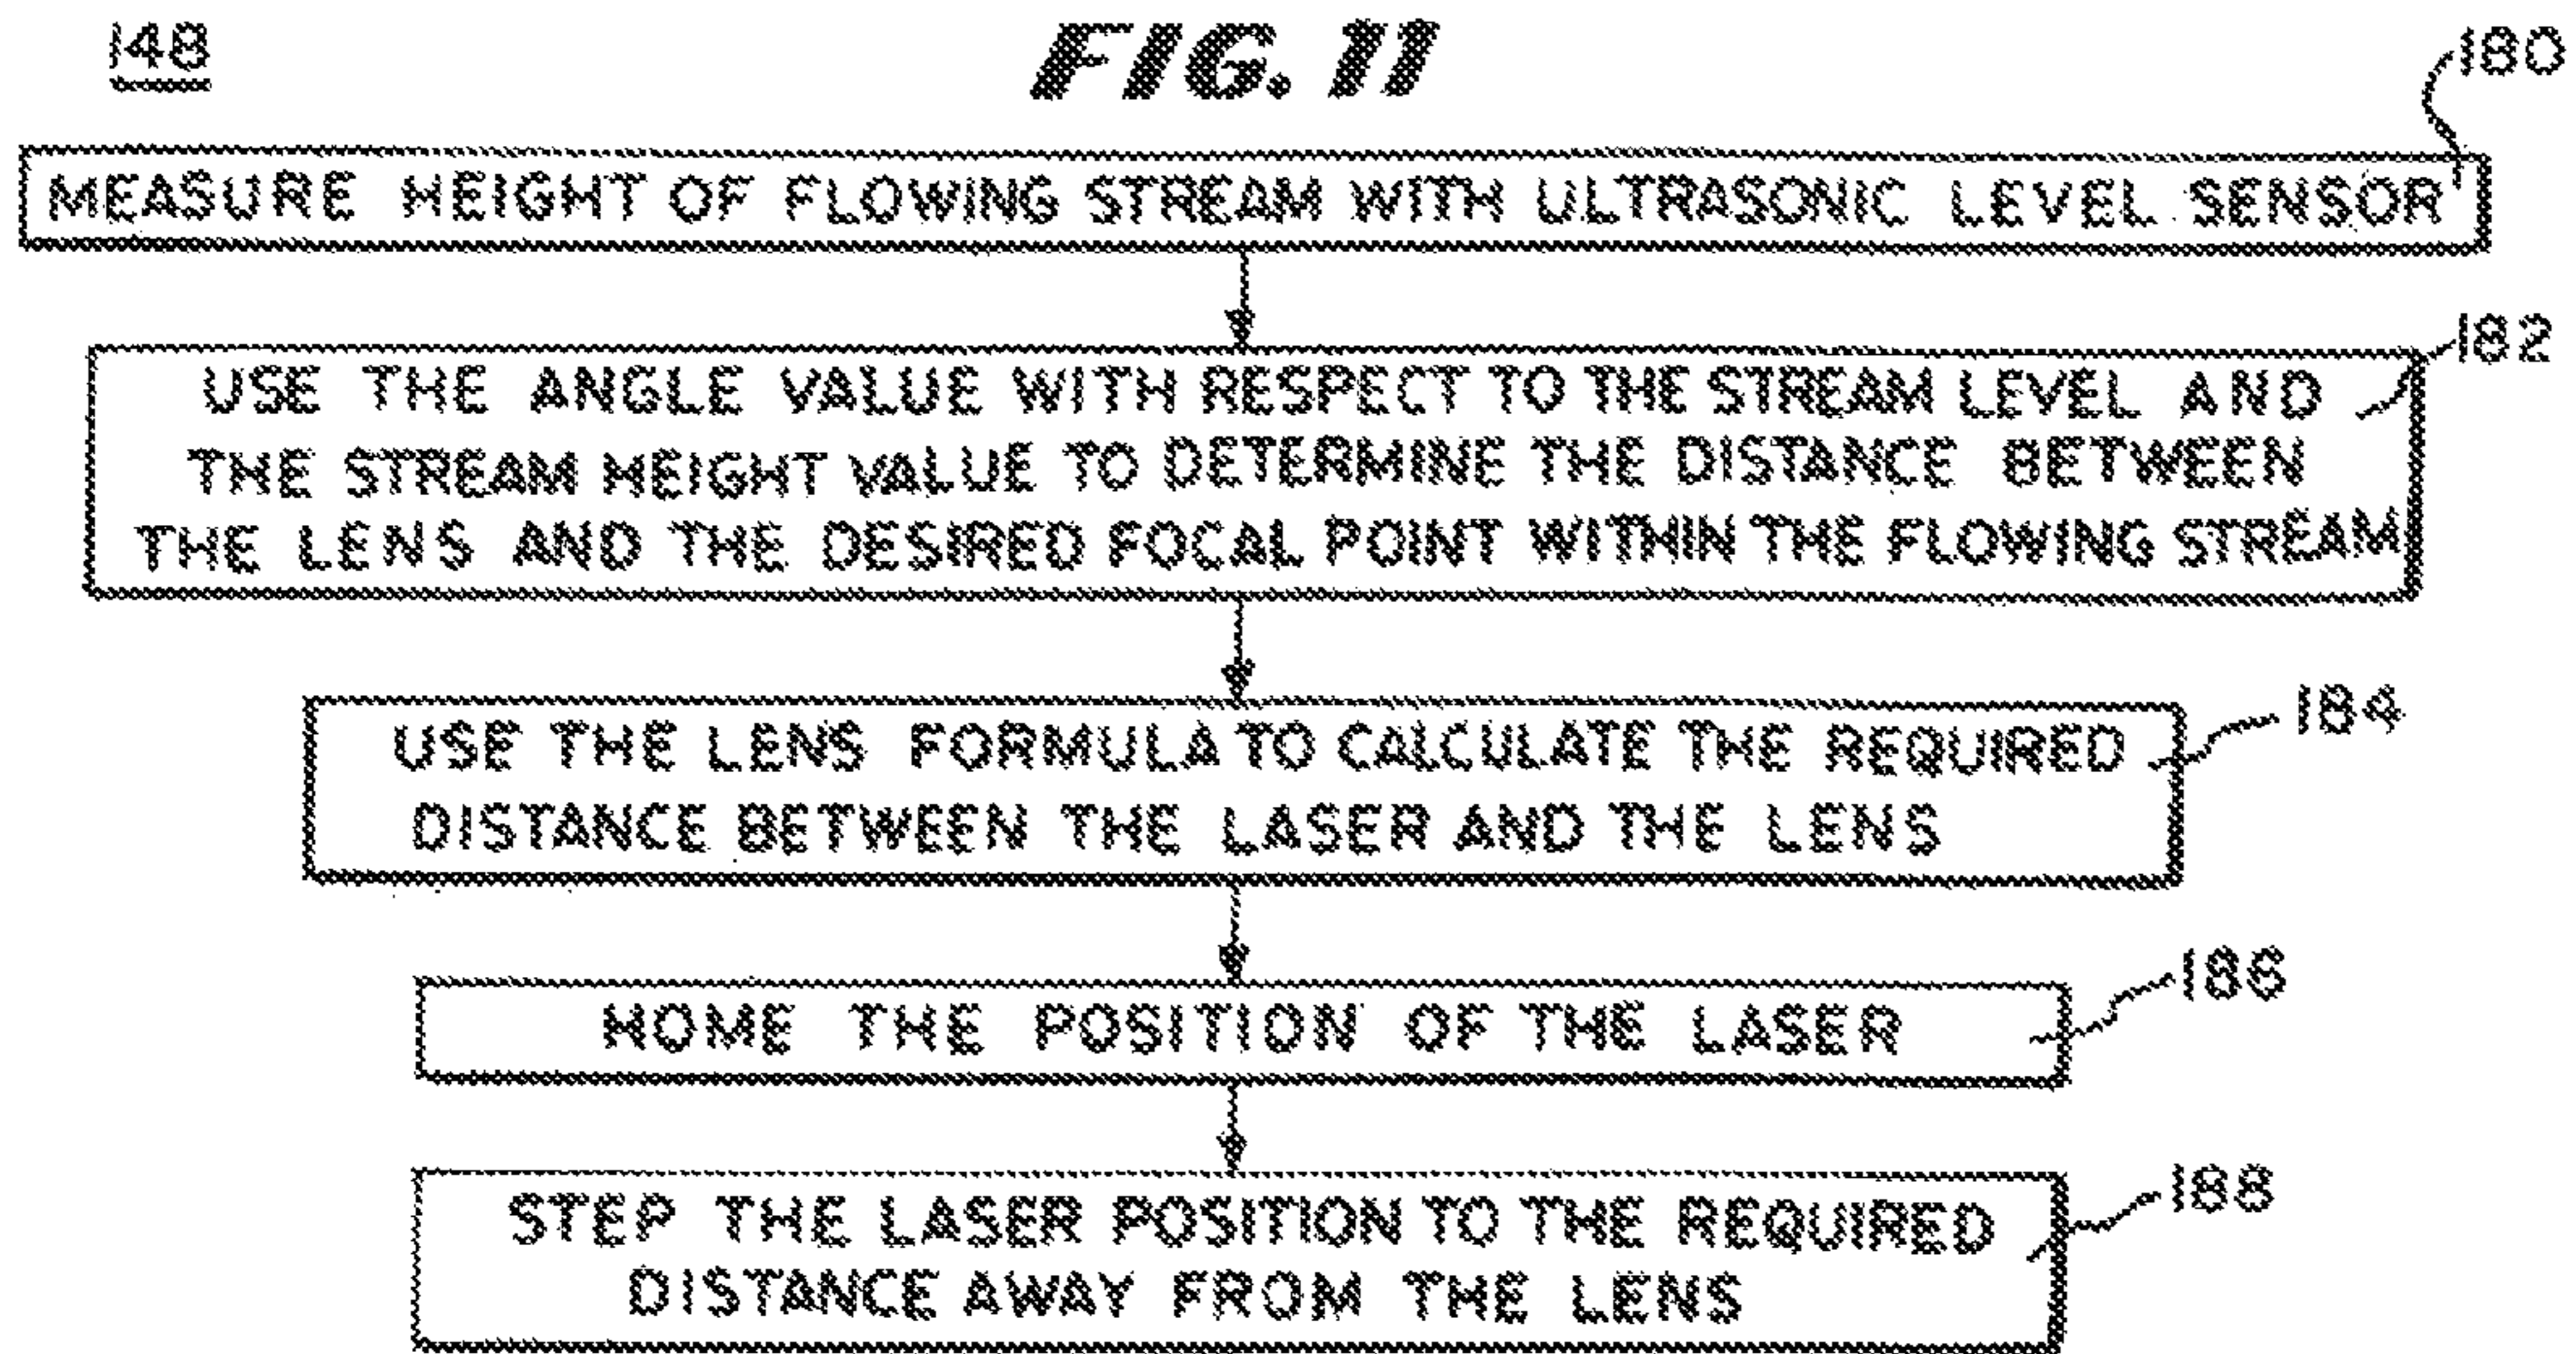 148
FIG. 11
180
MEASURE HEIGHT OF FLOWING STREAM WITH ULTRASONIC LEVEL SENSOR
182
USE THE ANGLE VALUE WITH RESPECT TO THE STREAM LEVEL AND
THE STREAM HEIGHT VALUE TO DETERMINE THE DISTANCE BETWEEN
THE LENS AND THE DESIRED FOCAL POINT WITHIN THE FLOWING STREAM
184
USE THE LENS FORMULA TO CALCULATE THE REQUIRED
DISTANCE BETWEEN THE LASER AND THE LENS
186
HOME THE POSITION OF THE LASER
188
STEP THE LASER POSITION TO THE REQUIRED
DISTANCE AWAY FROM THE LENS